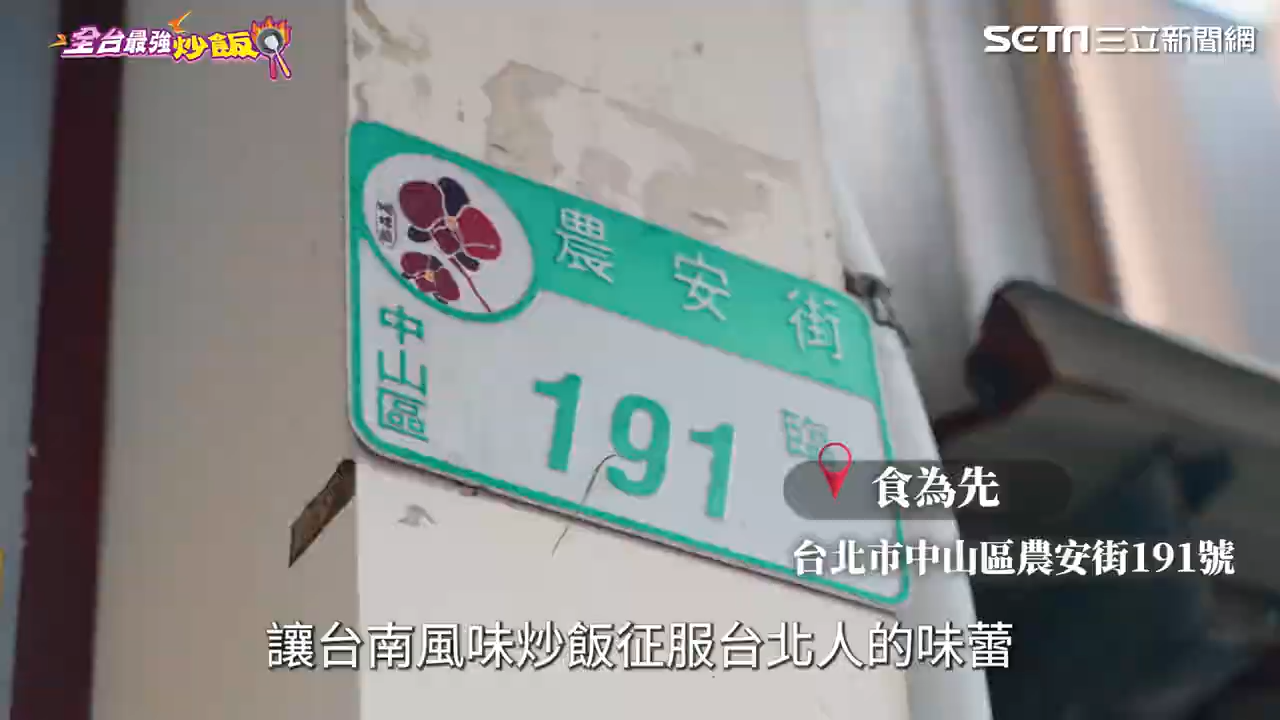 全台最強炒飯
SETN三立新聞網
農安街
中山區
191
食為先
台北市中山區農安街191號
讓台南風味炒飯征服台北人的味蕾